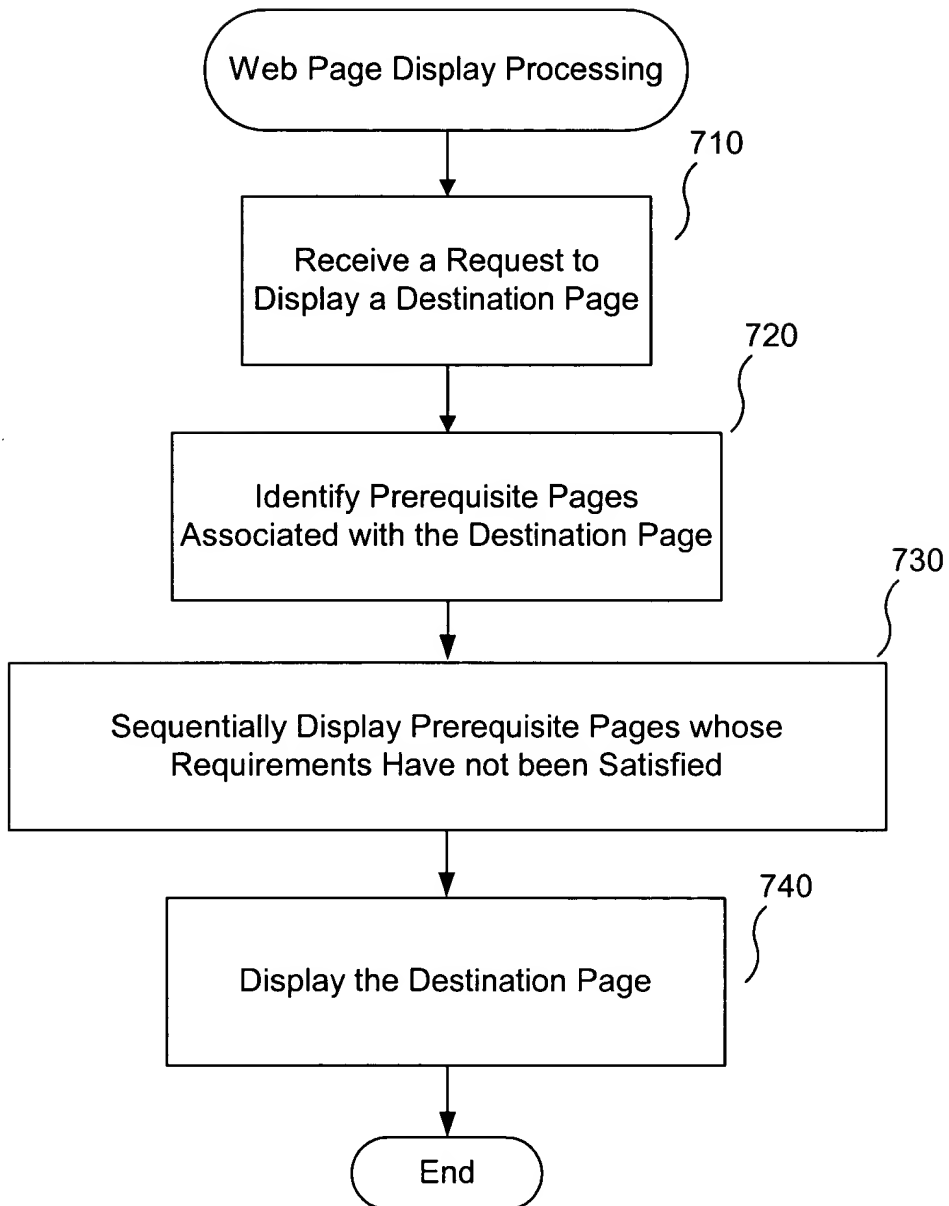 Web Page Display Processing
710
Receive a Request to
Display a Destination Page
720
Identify Prerequisite Pages
Associated with the Destination Page
730
Sequentially Display Prerequisite Pages whose
Requirements Have not been Satisfied
740
Display the Destination Page
End